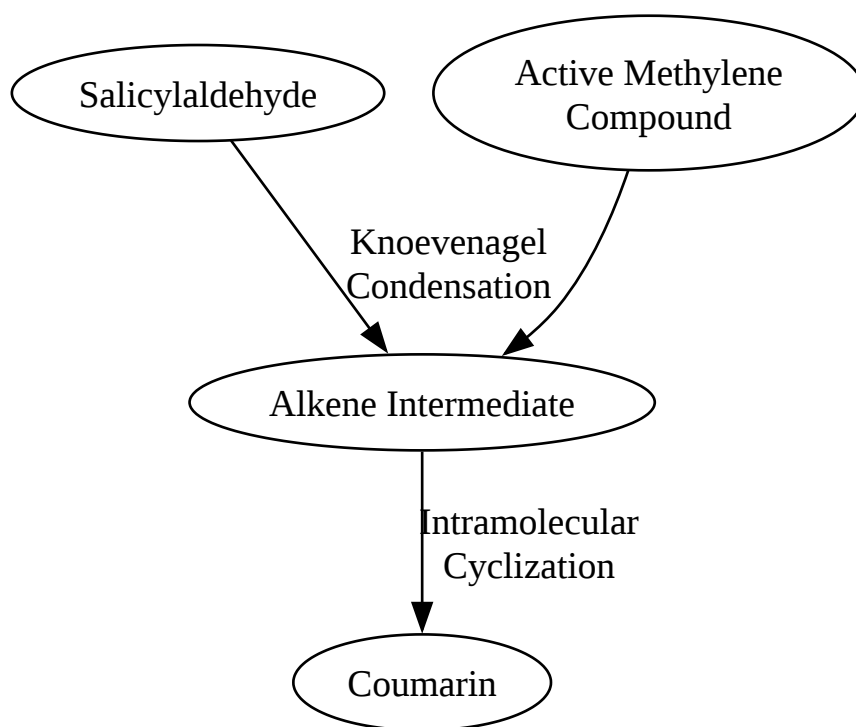 Salicylaldehyde
Active Methylene
Compound
Knoevenagel
Condensation
Alkene Intermediate
Intramolecular
Cyclization
Coumarin